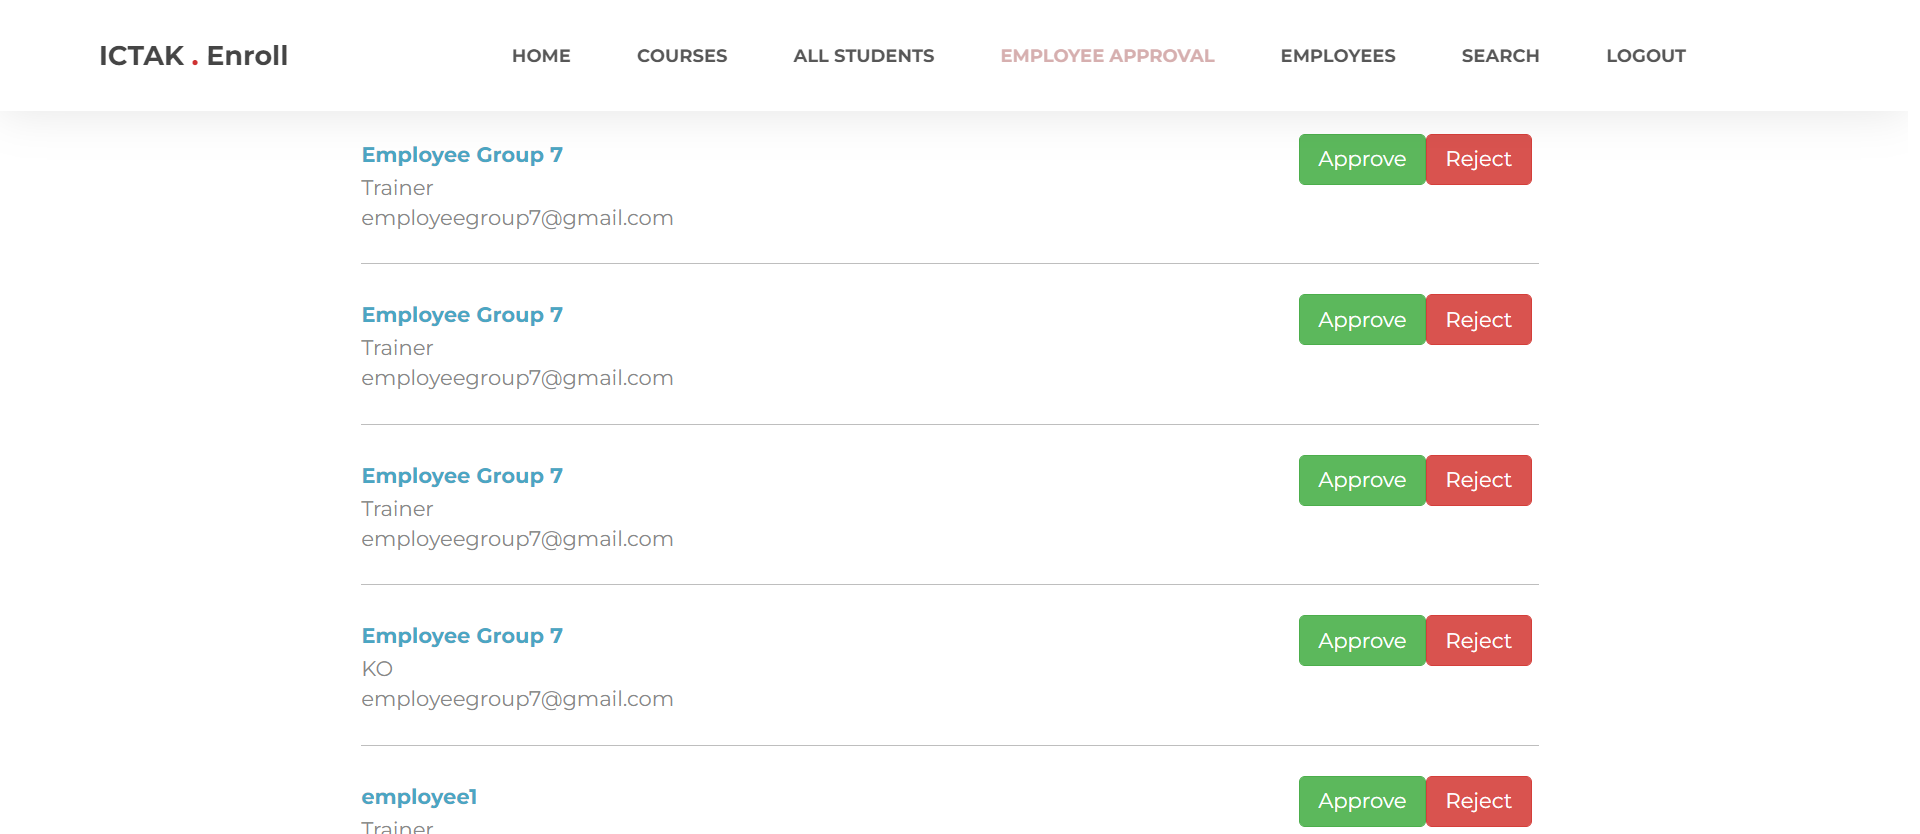 ICTAK . Enroll HOME COURSES ALL STUDENTS EMPLOYEE APPROVAL EMPLOYEES SEARCH LOGOUT
Employee Group 7 Approve Reject
Trainer
employeegroup7@gmail.com
Employee Group 7 Approve Reject
Trainer
employeegroup7@gmail.com
Employee Group 7 Approve Reject
Trainer
employeegroup7@gmail.com
Employee Group 7 Approve Reject
KO
employeegroup7@gmail.com
employee1 Approve Reject
Trainer